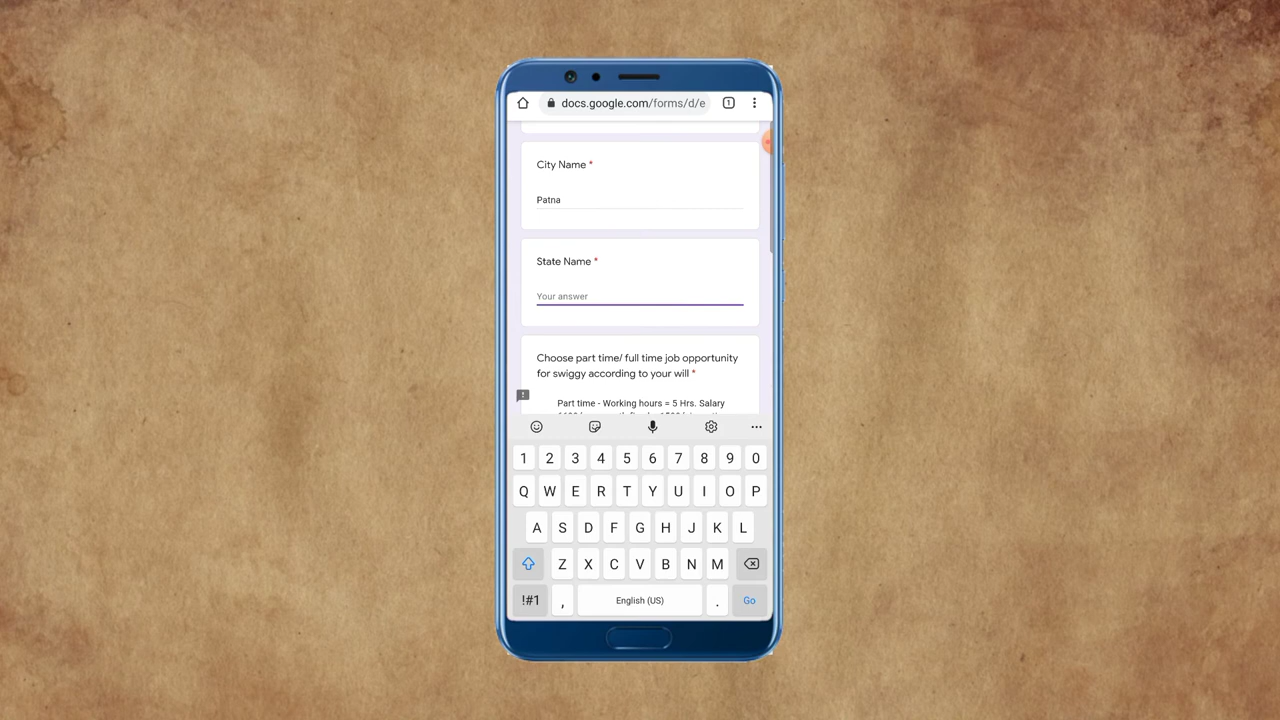 docs.google.com/forms/d/e
1
City Name *
Patna
State Name *
Your answer
Choose part time/ full time job opportunity
for swiggy according to your will *
Part time - Working hours = 5 Hrs. Salary
1 2 3 4 5 6 7 8 9 0
Q W E R T Y U I O P
A S D F G H J K L
Z X C V B N M
!#1 , English (US) . Go